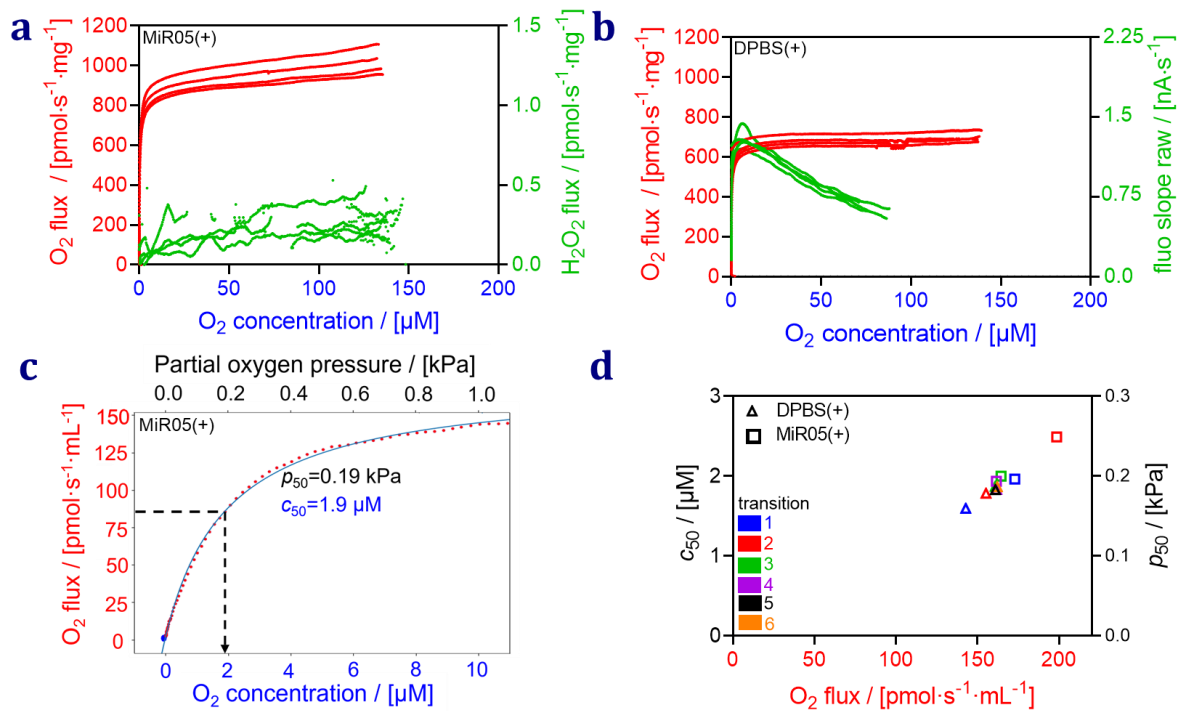 a
MiR05(+)
O₂ flux / [pmol·s⁻¹·mg⁻¹]
1200
1000
800
600
400
200
0
H₂O₂ flux / [pmol·s⁻¹·mg⁻¹]
1.5
1.0
0.5
0.0
0 50 100 150 200
O₂ concentration / [µM]
b
DPBS(+)
O₂ flux / [pmol·s⁻¹·mg⁻¹]
1200
1000
800
600
400
200
0
fluo slope raw / [nA·s⁻¹]
2.25
1.5
0.75
0.0
0 50 100 150 200
O₂ concentration / [µM]
c
Partial oxygen pressure / [kPa]
0.0 0.2 0.4 0.6 0.8 1.0
MiR05(+)
O₂ flux / [pmol·s⁻¹·mL⁻¹]
150
125
100
75
50
25
0
p₅₀=0.19 kPa
c₅₀=1.9 µM
0 2 4 6 8 10
O₂ concentration / [µM]
d
DPBS(+)
MiR05(+)
c₅₀ / [µM]
3
2
1
0
p₅₀ / [kPa]
0.3
0.2
0.1
0.0
transition
1
2
3
4
5
6
0 50 100 150 200
O₂ flux / [pmol·s⁻¹·mL⁻¹]